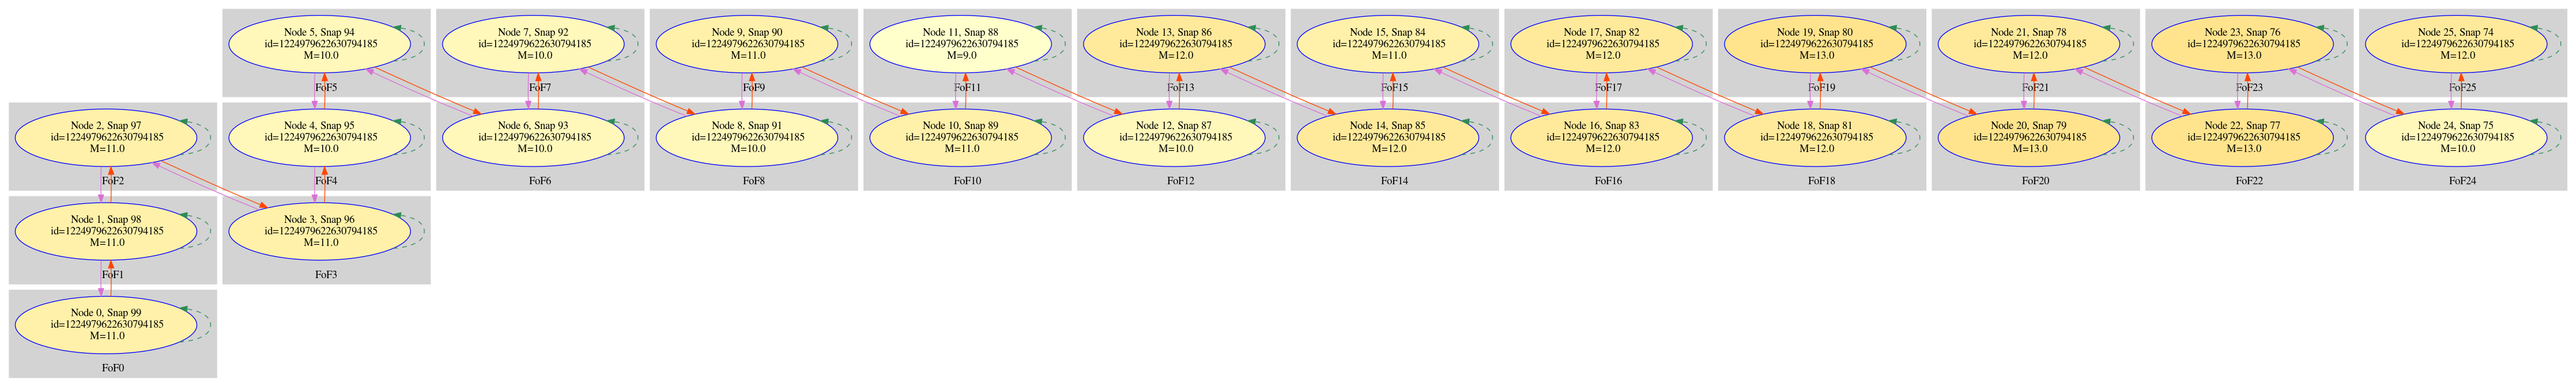 Node 5, Snap 94
id=1224979622630794185
M=10.0
FoF5
Node 7, Snap 92
id=1224979622630794185
M=10.0
FoF7
Node 9, Snap 90
id=1224979622630794185
M=11.0
FoF9
Node 11, Snap 88
id=1224979622630794185
M=9.0
FoF11
Node 13, Snap 86
id=1224979622630794185
M=12.0
FoF13
Node 15, Snap 84
id=1224979622630794185
M=11.0
FoF15
Node 17, Snap 82
id=1224979622630794185
M=12.0
FoF17
Node 19, Snap 80
id=1224979622630794185
M=13.0
FoF19
Node 21, Snap 78
id=1224979622630794185
M=12.0
FoF21
Node 23, Snap 76
id=1224979622630794185
M=13.0
FoF23
Node 25, Snap 74
id=1224979622630794185
M=12.0
FoF25
Node 2, Snap 97
id=1224979622630794185
M=11.0
FoF2
Node 4, Snap 95
id=1224979622630794185
M=10.0
FoF4
Node 6, Snap 93
id=1224979622630794185
M=10.0
FoF6
Node 8, Snap 91
id=1224979622630794185
M=10.0
FoF8
Node 10, Snap 89
id=1224979622630794185
M=11.0
FoF10
Node 12, Snap 87
id=1224979622630794185
M=10.0
FoF12
Node 14, Snap 85
id=1224979622630794185
M=12.0
FoF14
Node 16, Snap 83
id=1224979622630794185
M=12.0
FoF16
Node 18, Snap 81
id=1224979622630794185
M=12.0
FoF18
Node 20, Snap 79
id=1224979622630794185
M=13.0
FoF20
Node 22, Snap 77
id=1224979622630794185
M=13.0
FoF22
Node 24, Snap 75
id=1224979622630794185
M=10.0
FoF24
Node 1, Snap 98
id=1224979622630794185
M=11.0
FoF1
Node 3, Snap 96
id=1224979622630794185
M=11.0
FoF3
Node 0, Snap 99
id=1224979622630794185
M=11.0
FoF0